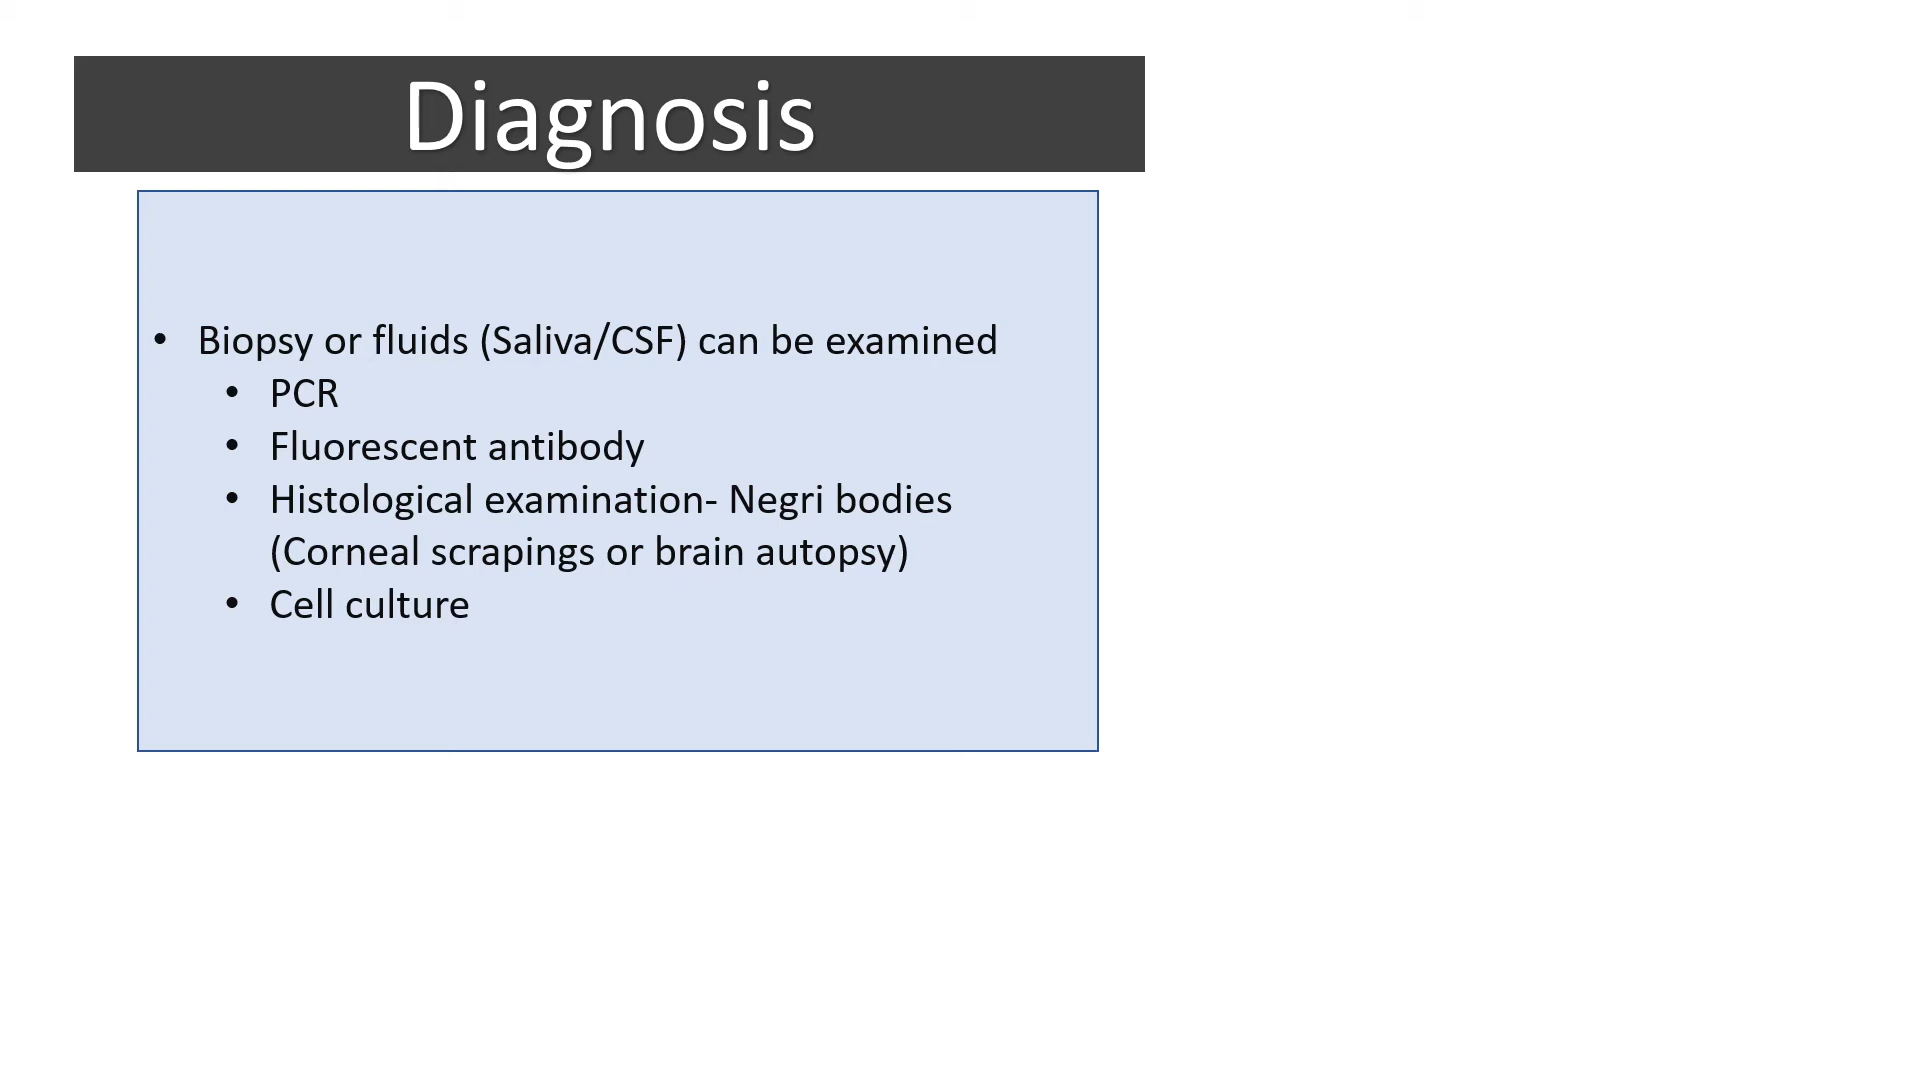 Diagnosis
• Biopsy or fluids (Saliva/CSF) can be examined
• PCR
• Fluorescent antibody
• Histological examination- Negri bodies
(Corneal scrapings or brain autopsy)
• Cell culture